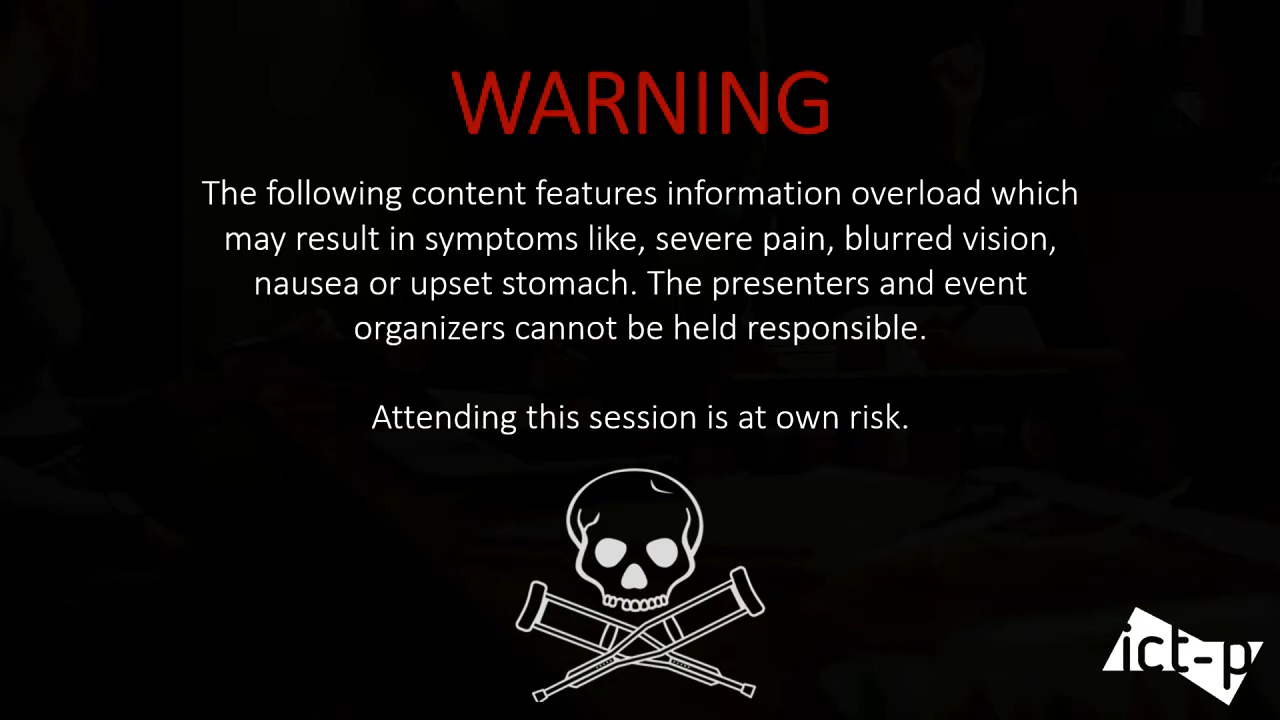 WARNING
The following content features information overload which
may result in symptoms like, severe pain, blurred vision,
nausea or upset stomach. The presenters and event
organizers cannot be held responsible.
Attending this session is at own risk.
ict-p